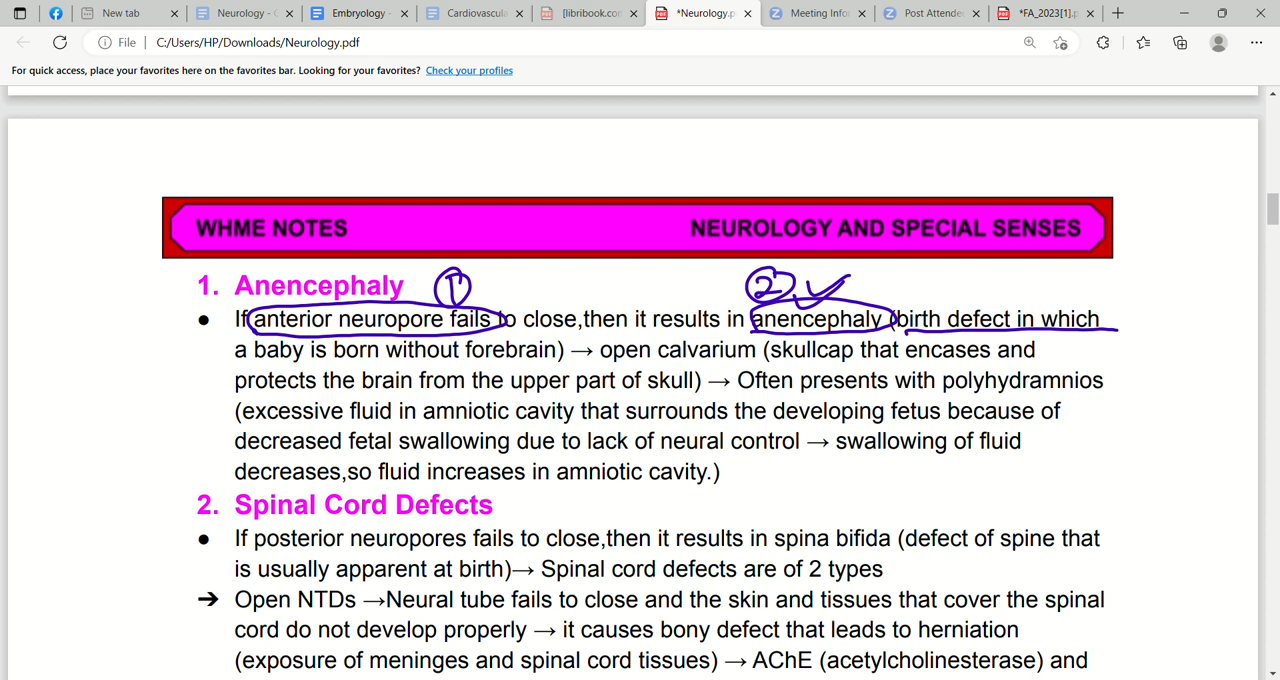 New tab
Neurology - G
Embryology -
Cardiovascula
[libribook.con
*Neurology.p
Meeting Infor
Post Attende
*FA_2023[1].p
File C:/Users/HP/Downloads/Neurology.pdf
For quick access, place your favorites here on the favorites bar. Looking for your favorites? Check your profiles
WHME NOTES NEUROLOGY AND SPECIAL SENSES
1. Anencephaly 1 2
● If anterior neuropore fails to close,then it results in anencephaly (birth defect in which
a baby is born without forebrain) → open calvarium (skullcap that encases and
protects the brain from the upper part of skull) → Often presents with polyhydramnios
(excessive fluid in amniotic cavity that surrounds the developing fetus because of
decreased fetal swallowing due to lack of neural control → swallowing of fluid
decreases,so fluid increases in amniotic cavity.)
2. Spinal Cord Defects
● If posterior neuropores fails to close,then it results in spina bifida (defect of spine that
is usually apparent at birth)→ Spinal cord defects are of 2 types
➔ Open NTDs →Neural tube fails to close and the skin and tissues that cover the spinal
cord do not develop properly → it causes bony defect that leads to herniation
(exposure of meninges and spinal cord tissues) → AChE (acetylcholinesterase) and